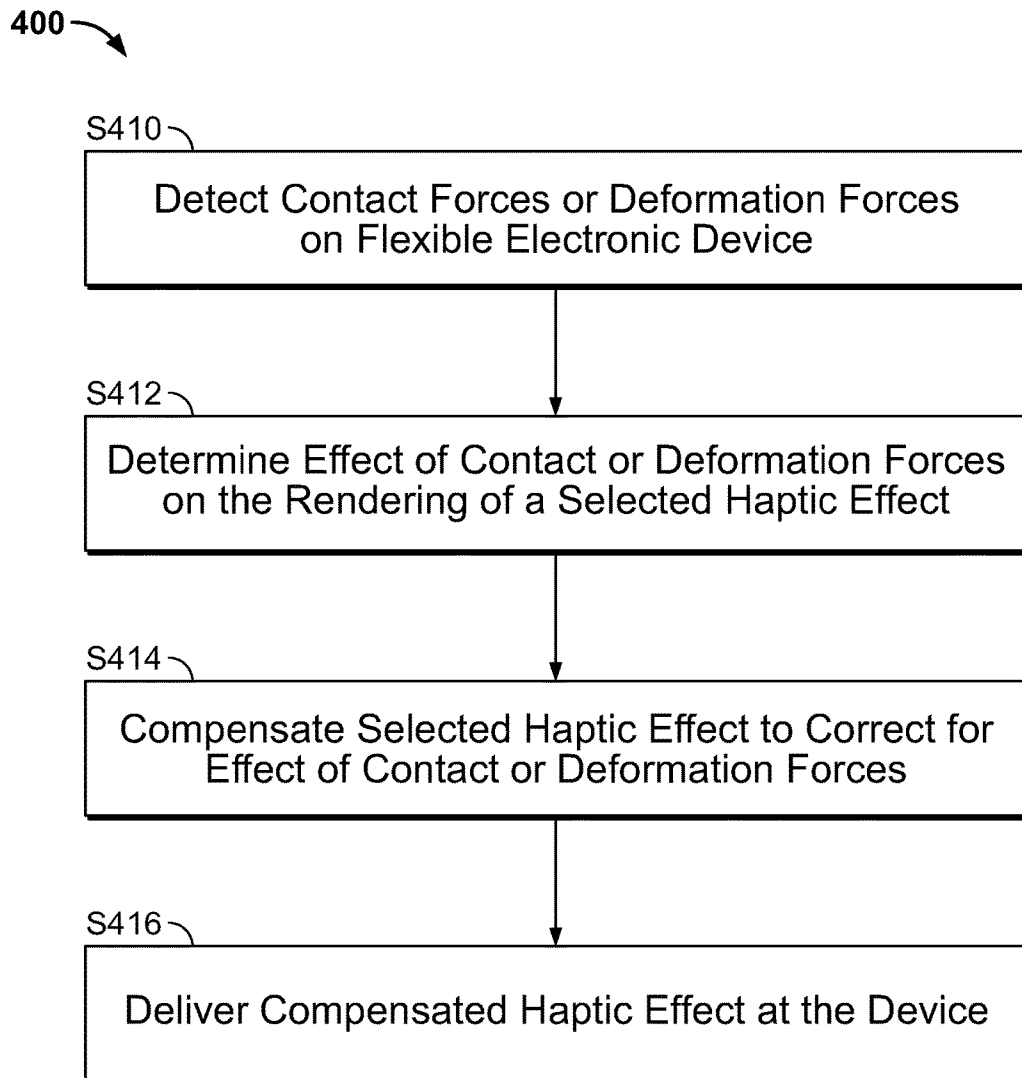 400
S410
Detect Contact Forces or Deformation Forces
on Flexible Electronic Device
S412
Determine Effect of Contact or Deformation Forces
on the Rendering of a Selected Haptic Effect
S414
Compensate Selected Haptic Effect to Correct for
Effect of Contact or Deformation Forces
S416
Deliver Compensated Haptic Effect at the Device